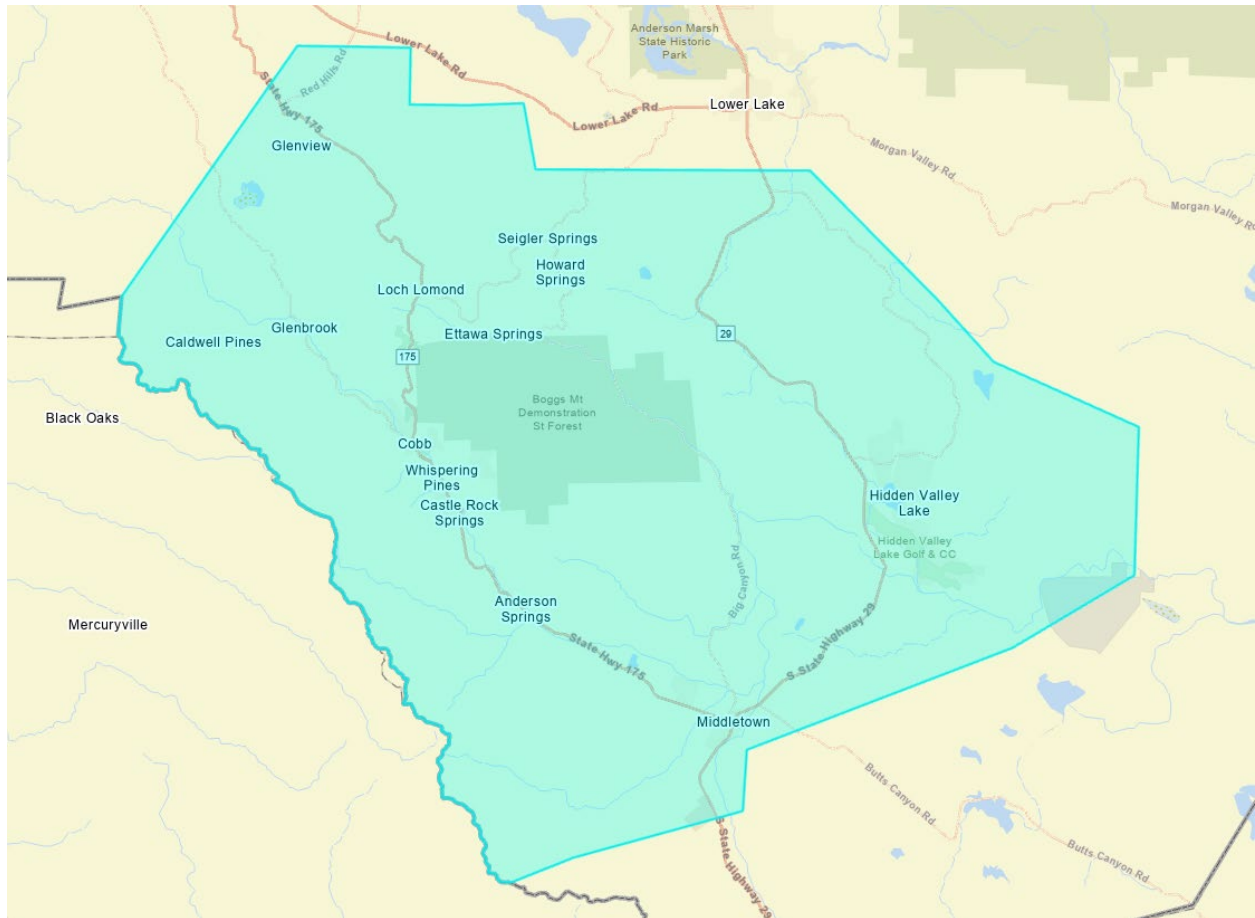 Anderson Marsh
State Historic
Park
Lower Lake Rd
Red Hills Rd
State Hwy 175
Lower Lake
Lower Lake Rd
Glenview
Morgan Valley Rd
Morgan Valley Rd
Seigler Springs
Howard
Springs
Loch Lomond
Glenbrook
Ettawa Springs
29
Caldwell Pines
175
Boggs Mt
Demonstration
St Forest
Black Oaks
Cobb
Whispering
Pines
Castle Rock
Springs
Hidden Valley
Lake
Hidden Valley
Lake Golf & CC
Big Canyon Rd
Anderson
Springs
Mercuryville
State Hwy 175
S State Highway 29
Middletown
Butts Canyon Rd
Butts Canyon Rd
S State Highway 29